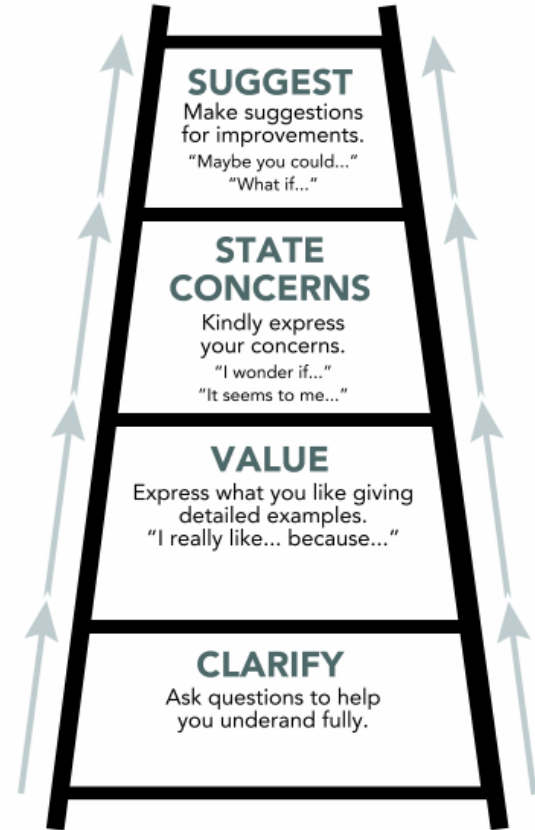 SUGGEST
Make suggestions
for improvements.
“Maybe you could...”
“What if...”
STATE
CONCERNS
Kindly express
your concerns.
“I wonder if...”
“It seems to me...”
VALUE
Express what you like giving
detailed examples.
“I really like... because...”
CLARIFY
Ask questions to help
you underand fully.